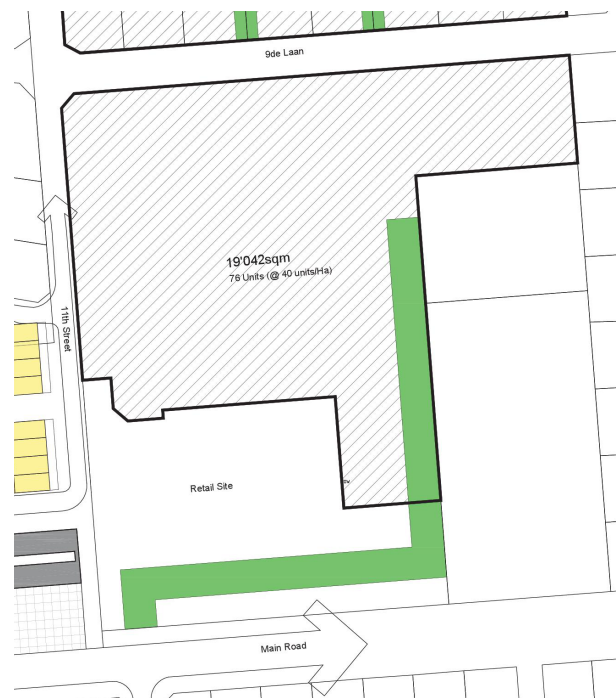 9de Laan
19'042sqm
76 Units (@ 40 units/Ha)
11th Street
Retail Site
Main Road